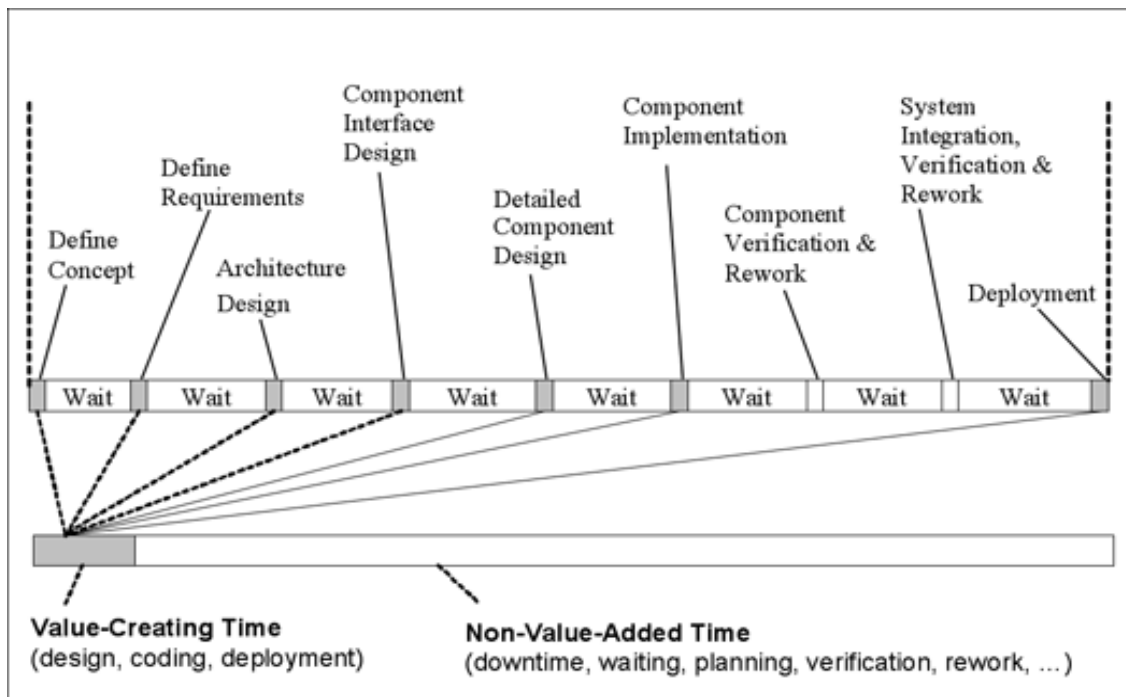 Component
Interface
Design
Component
Implementation
System
Integration,
Verification &
Rework
Define
Requirements
Detailed
Component
Design
Component
Verification &
Rework
Define
Concept
Architecture
Design
Deployment
Wait Wait Wait Wait Wait Wait Wait Wait
Value-Creating Time
(design, coding, deployment)
Non-Value-Added Time
(downtime, waiting, planning, verification, rework, …)